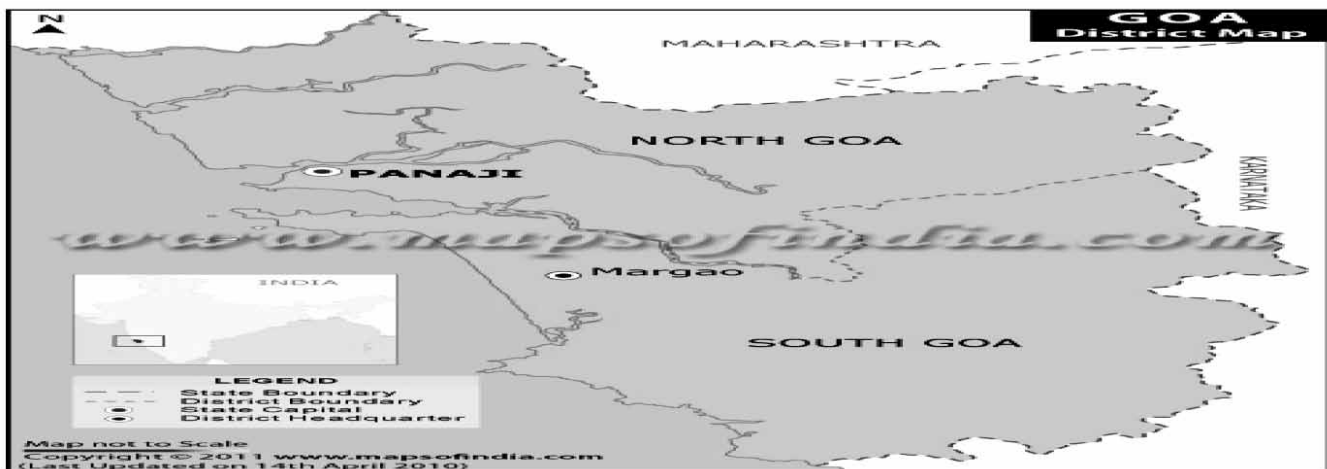 N
GOA
District Map
MAHARASHTRA
NORTH GOA
KARNATAKA
PANAJI
www.mapsofindia.com
Margao
INDIA
SOUTH GOA
LEGEND
State Boundary
District Boundary
State Capital
District Headquarter
Map not to Scale
Copyright © 2011 www.mapsofindia.com
(Last Updated on 14th April 2010)